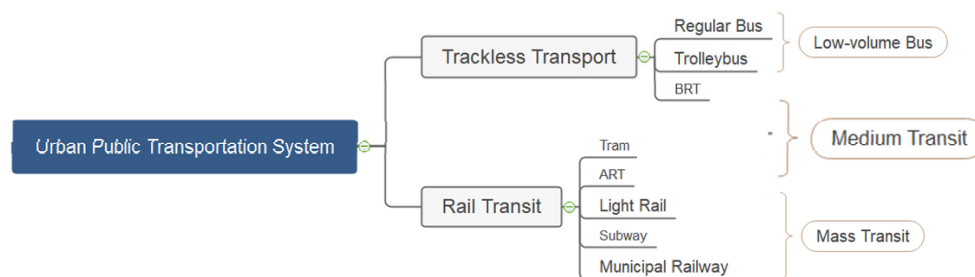 Urban Public Transportation System
Trackless Transport
Regular Bus
Trolleybus
BRT
Low-volume Bus
Rail Transit
Tram
ART
Light Rail
Subway
Municipal Railway
Medium Transit
Mass Transit